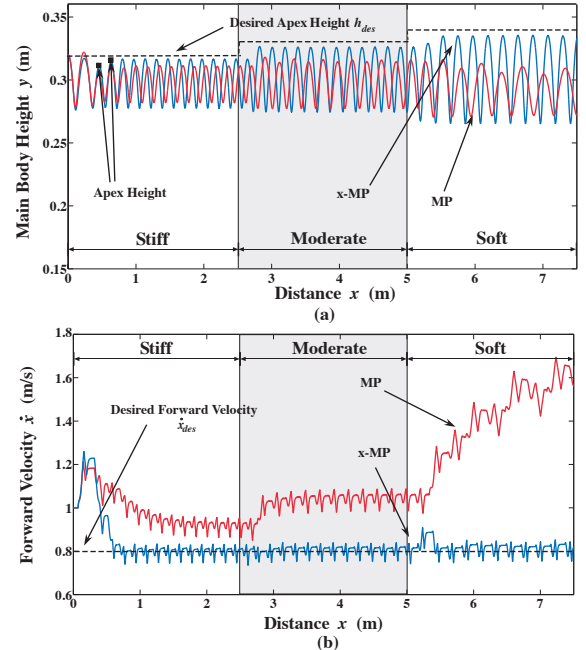 (a)
Main Body Height y (m)
0.35
0.3
0.25
0.3
0.15
Desired Apex Height h_des
Apex Height
x-MP
MP
Stiff
Moderate
Soft
0 1 2 3 4 5 6 7
Distance x (m)
(a)
Forward Velocity ẋ (m/s)
1.8
1.6
1.4
1.2
1
0.8
0.6
Stiff
Moderate
Soft
MP
Desired Forward Velocity
ẋ_des
x-MP
0 1 2 3 4 5 6 7
Distance x (m)
(b)